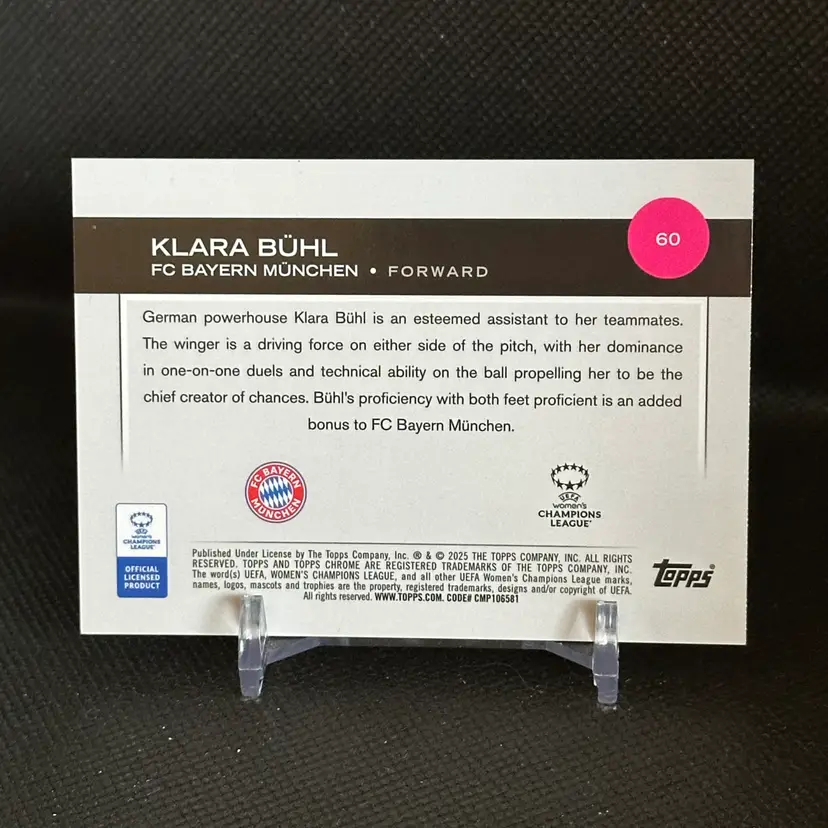 60
KLARA BÜHL
FC BAYERN MÜNCHEN • FORWARD
German powerhouse Klara Bühl is an esteemed assistant to her teammates.
The winger is a driving force on either side of the pitch, with her dominance
in one-on-one duels and technical ability on the ball propelling her to be the
chief creator of chances. Bühl's proficiency with both feet proficient is an added
bonus to FC Bayern München.
FC BAYERN
MÜNCHEN
UEFA
women's
CHAMPIONS
LEAGUE™
UEFA
women's
CHAMPIONS
LEAGUE™
OFFICIAL
LICENSED
PRODUCT
Published Under License by The Topps Company, Inc. ® & © 2025 THE TOPPS COMPANY, INC. ALL RIGHTS
RESERVED. TOPPS AND TOPPS CHROME ARE REGISTERED TRADEMARKS OF THE TOPPS COMPANY, INC.
The word(s) UEFA, WOMEN'S CHAMPIONS LEAGUE, and all other UEFA Women's Champions League marks,
names, logos, mascots and trophies are the property, registered trademarks, designs and/or copyright of UEFA.
All rights reserved. WWW.TOPPS.COM. CODE# CMP106581
TOPPS®